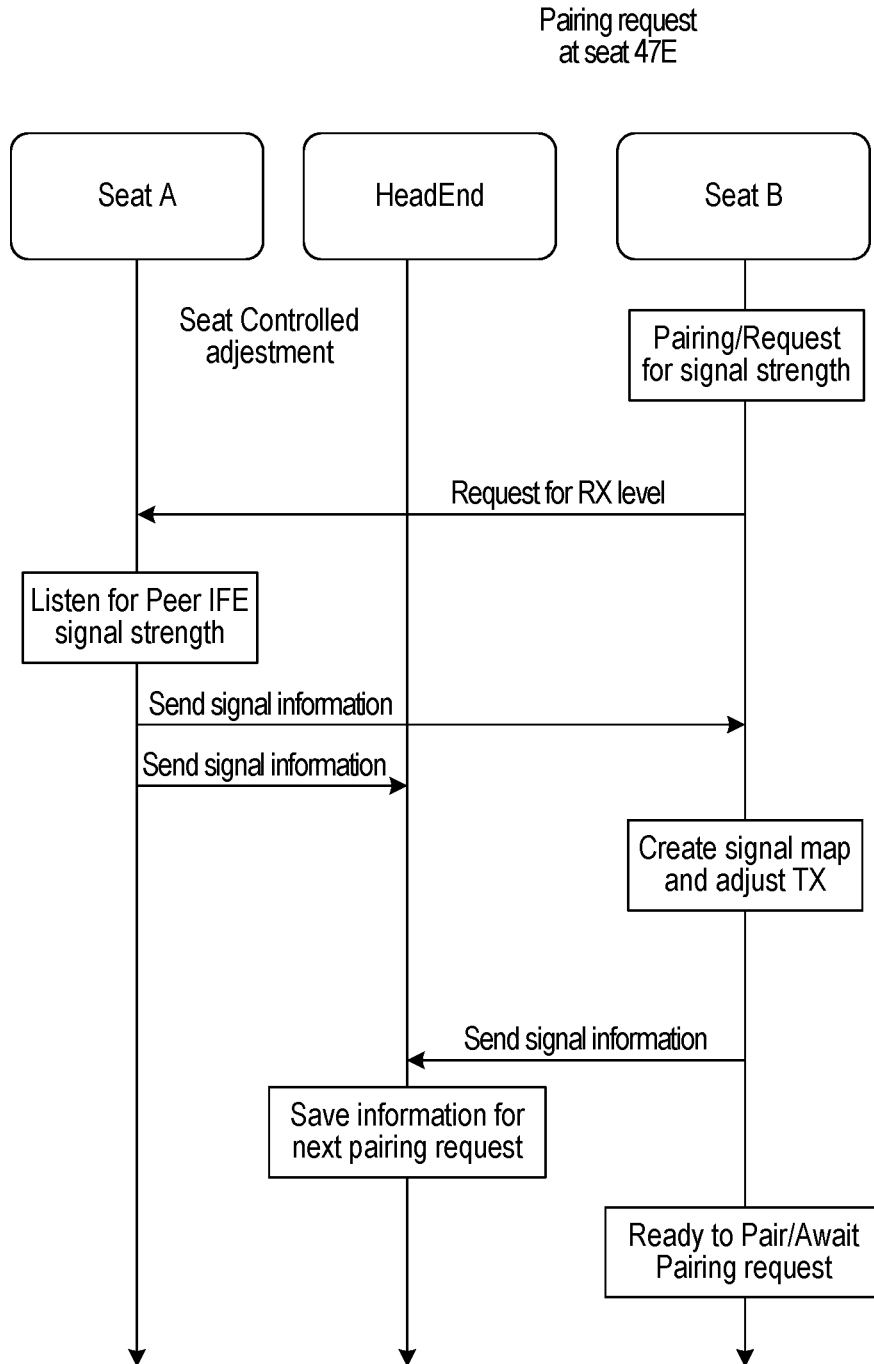 Pairing request
at seat 47E
Seat A
HeadEnd
Seat B
Seat Controlled
adjestment
Pairing/Request
for signal strength
Request for RX level
Listen for Peer IFE
signal strength
Send signal information
Send signal information
Create signal map
and adjust TX
Send signal information
Save information for
next pairing request
Ready to Pair/Await
Pairing request